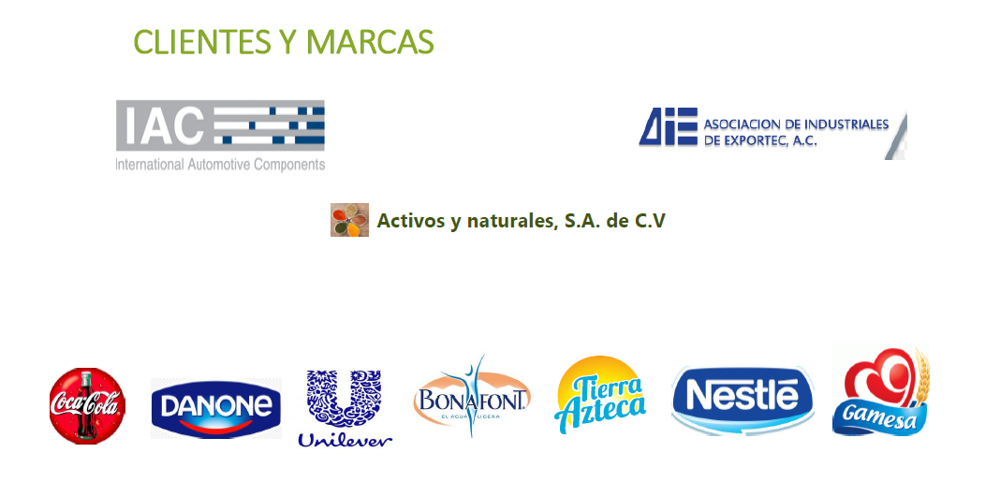 CLIENTES Y MARCAS
IAC
International Automotive Components
AIE
ASOCIACION DE INDUSTRIALES
DE EXPORTEC, A.C.
Activos y naturales, S.A. de C.V
Coca-Cola
DANONE
Unilever
BONAFONT
EL AGUA LIGERA
Tierra
Azteca
Nestlé
Gamesa